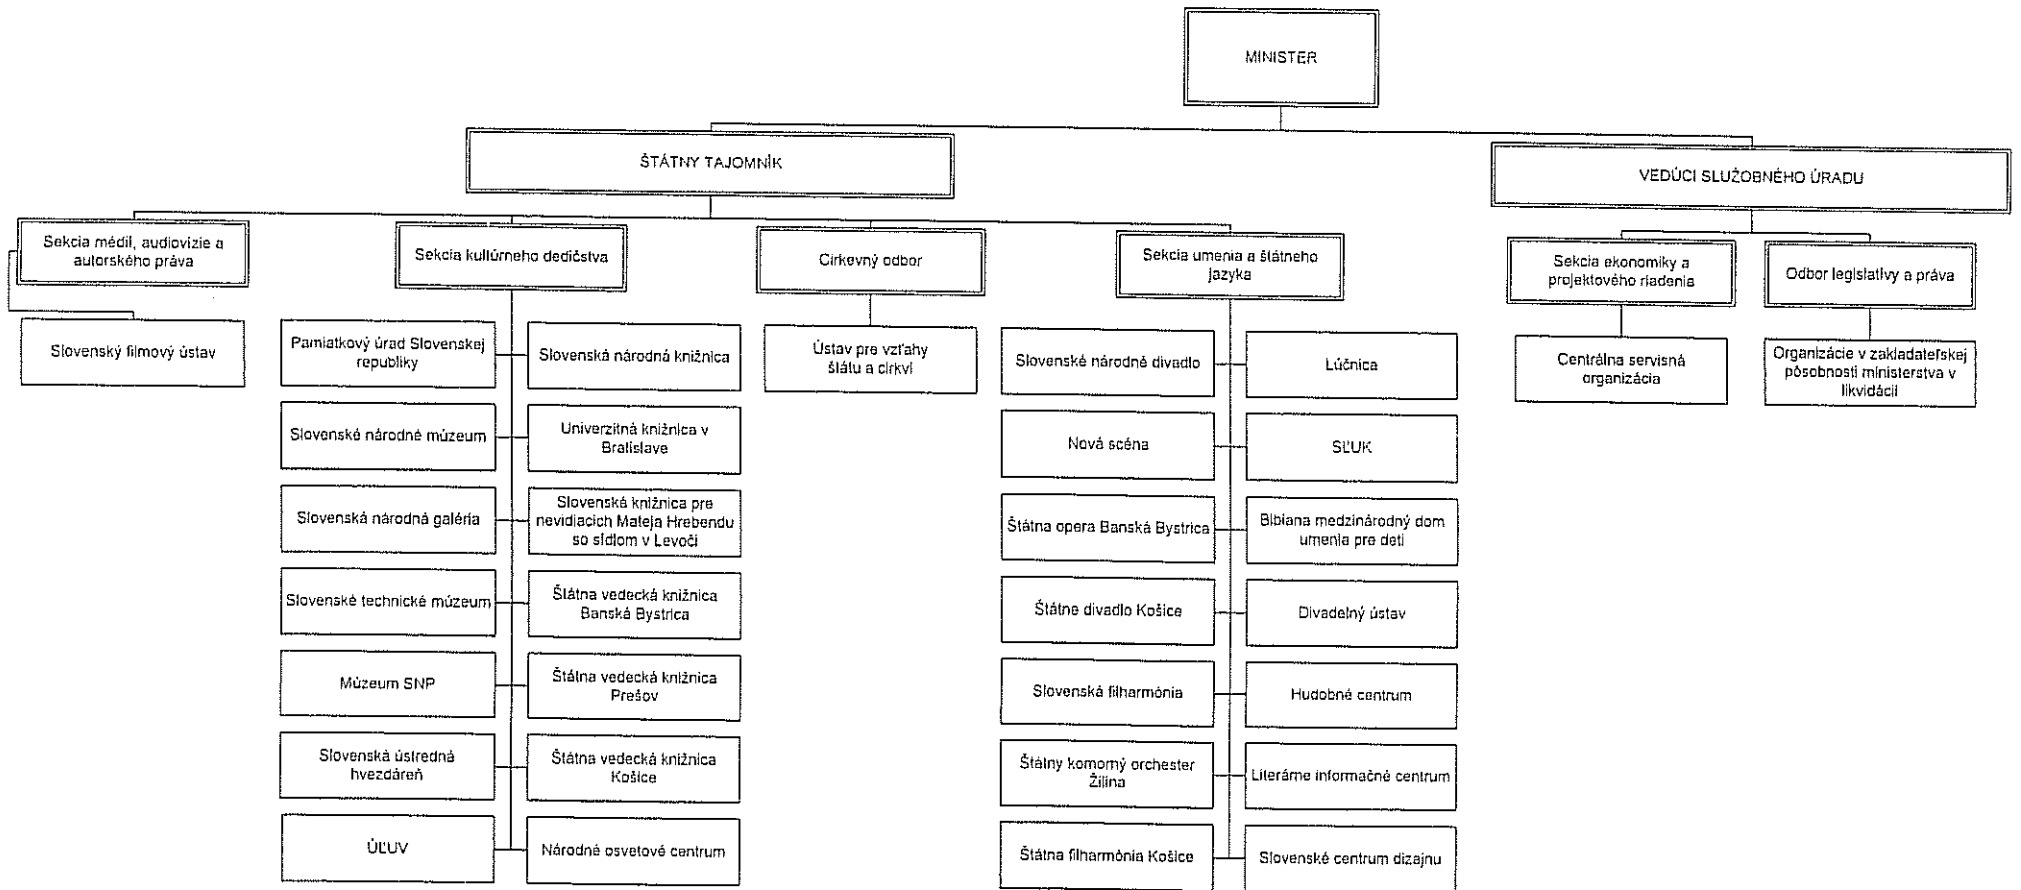 MINISTER
ŠTÁTNY TAJOMNÍK
VEDÚCI SLUŽOBNÉHO ÚRADU
Sekcia médií, audiovizie a
autorského práva
Sekcia kultúrneho dedičstva
Cirkevný odbor
Sekcia umenia a štátneho
jazyka
Sekcia ekonomiky a
projektového riadenia
Odbor legislatívy a práva
Slovenský filmový ústav
Pamiatkový úrad Slovenskej
republiky
Slovenská národná knižnica
Ústav pre vzťahy
štátu a cirkví
Slovenské národné divadlo
Lúčnica
Centrálna servisná
organizácia
Organizácie v zakladateľskej
pôsobnosti ministerstva v
likvidácii
Slovenské národné múzeum
Univerzitná knižnica v
Bratislave
Nová scéna
SĽUK
Slovenská národná galéria
Slovenská knižnica pre
nevidiacich Mateja Hrebendu
so sídlom v Levoči
Štátna opera Banská Bystrica
Bibiana medzinárodný dom
umenia pre deti
Slovenské technické múzeum
Štátna vedecká knižnica
Banská Bystrica
Štátne divadlo Košice
Divadelný ústav
Múzeum SNP
Štátna vedecká knižnica
Prešov
Slovenská filharmónia
Hudobné centrum
Slovenská ústredná
hvezdáreň
Štátna vedecká knižnica
Košice
Štátny komorný orchester
Žilina
Literárne informačné centrum
ÚĽUV
Národné osvetové centrum
Štátna filharmónia Košice
Slovenské centrum dizajnu